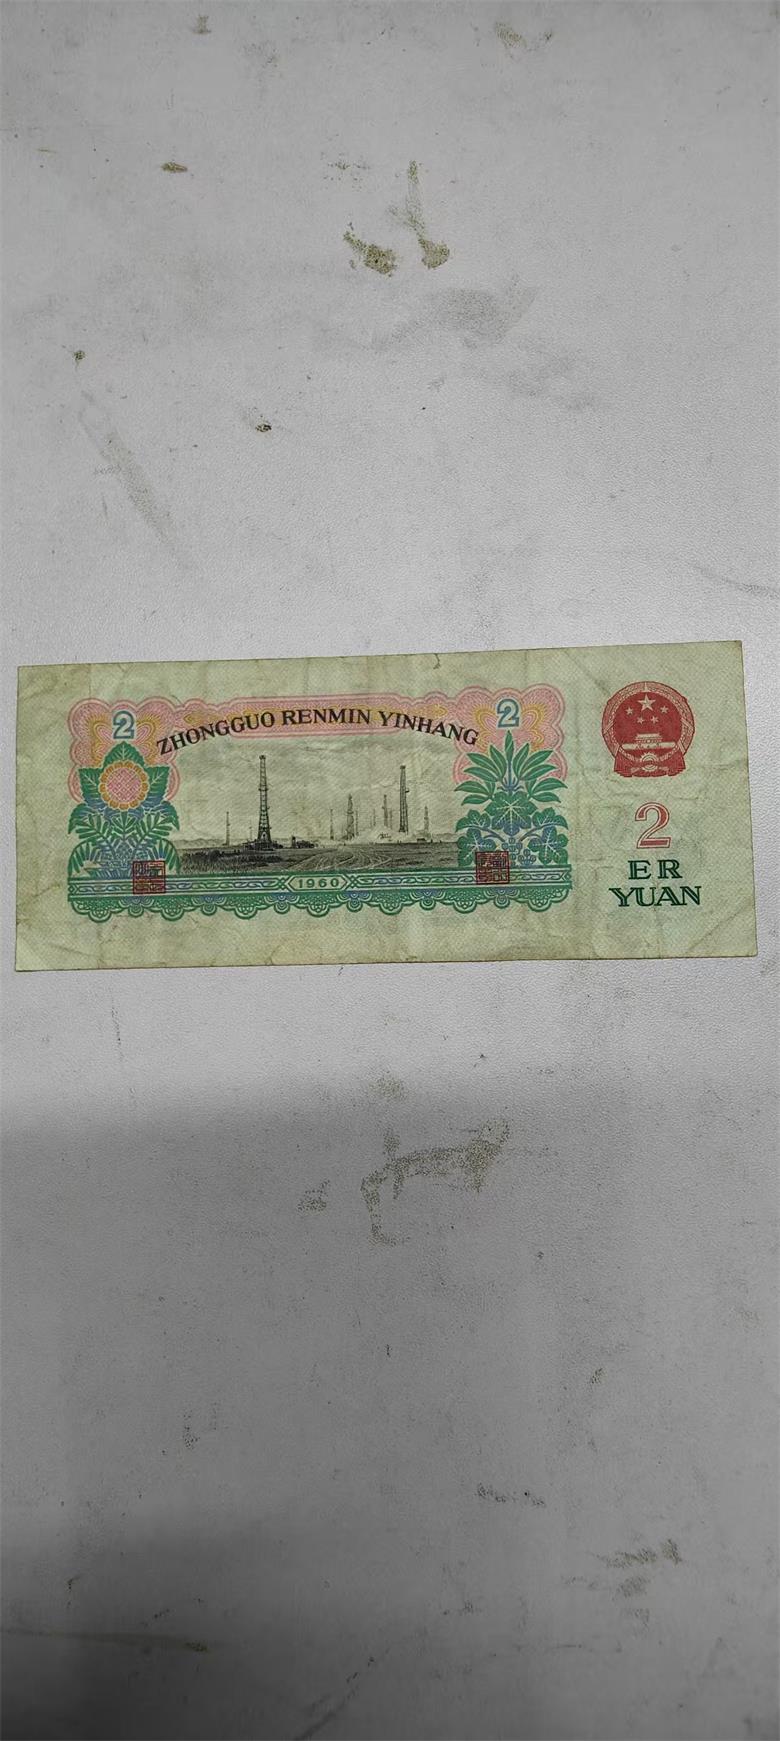 2
2
ZHONGGUO RENMIN YINHANG
1960
2
ER
YUAN